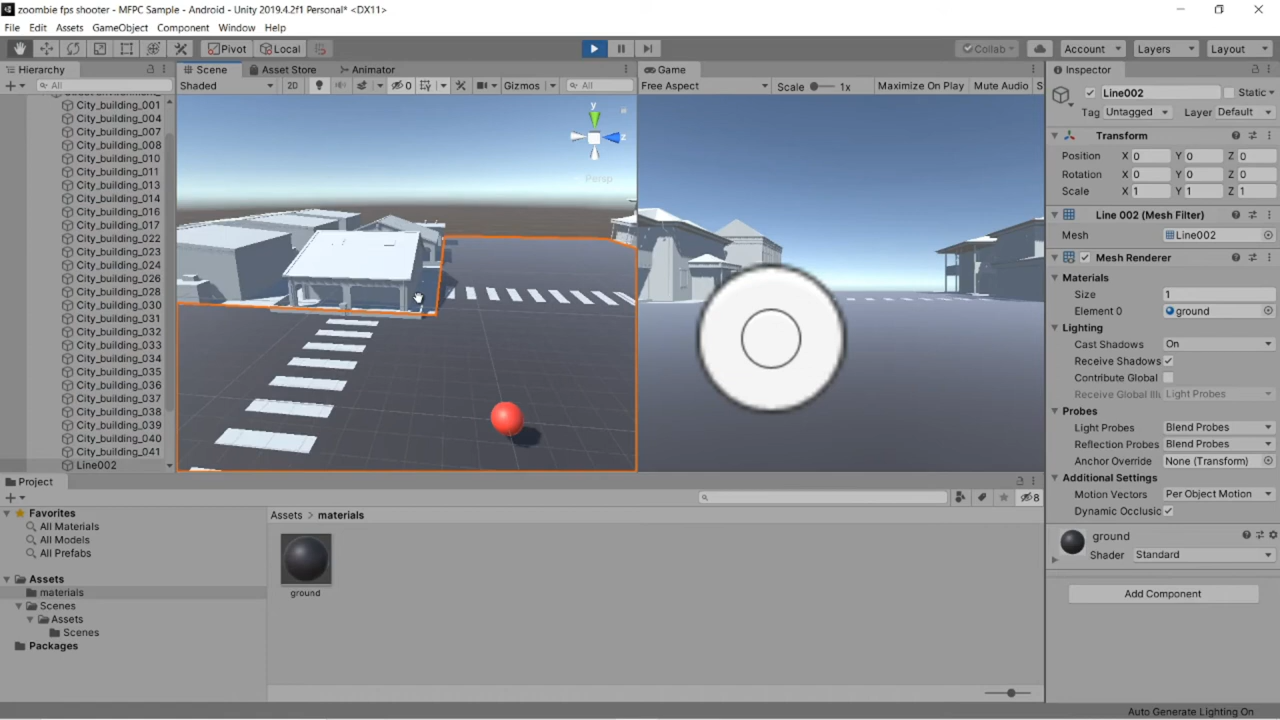 zoombie fps shooter - MFPC Sample - Android - Unity 2019.4.2f1 Personal* <DX11>
File Edit Assets GameObject Component Window Help
Pivot Local Collab Account Layers Layout
Hierarchy Scene Asset Store Animator Game Inspector
All Shaded 2D 0 Gizmos All Free Aspect Scale 1x Maximize On Play Mute Audio S
Line002 Static
Tag Untagged Layer Default
City_building_001
City_building_004
City_building_007
City_building_008
City_building_010
City_building_011
City_building_013
City_building_014
City_building_016
City_building_017
City_building_022
City_building_023
City_building_024
City_building_026
City_building_028
City_building_030
City_building_031
City_building_032
City_building_033
City_building_034
City_building_035
City_building_036
City_building_037
City_building_038
City_building_039
City_building_040
City_building_041
Line002
y
z
Persp
Transform
Position X 0 Y 0 Z 0
Rotation X 0 Y 0 Z 0
Scale X 1 Y 1 Z 1
Line 002 (Mesh Filter)
Mesh Line002
Mesh Renderer
Materials
Size 1
Element 0 ground
Lighting
Cast Shadows On
Receive Shadows
Contribute Global
Receive Global Illu Light Probes
Probes
Light Probes Blend Probes
Reflection Probes Blend Probes
Anchor Override None (Transform)
Additional Settings
Motion Vectors Per Object Motion
Dynamic Occlusic
ground
Shader Standard
Add Component
Project
8
Favorites
All Materials
All Models
All Prefabs
Assets
materials
Scenes
Assets
Scenes
Packages
Assets > materials
ground
Auto Generate Lighting On